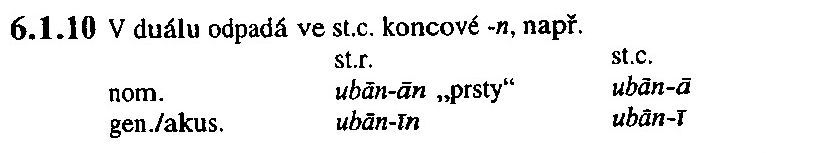 6.1.10 V duálu odpadá ve st.c. koncové -n, např.
st.r. st.c.
nom. ubān-ān „prsty“ ubān-ā
gen./akus. ubān-īn ubān-ī